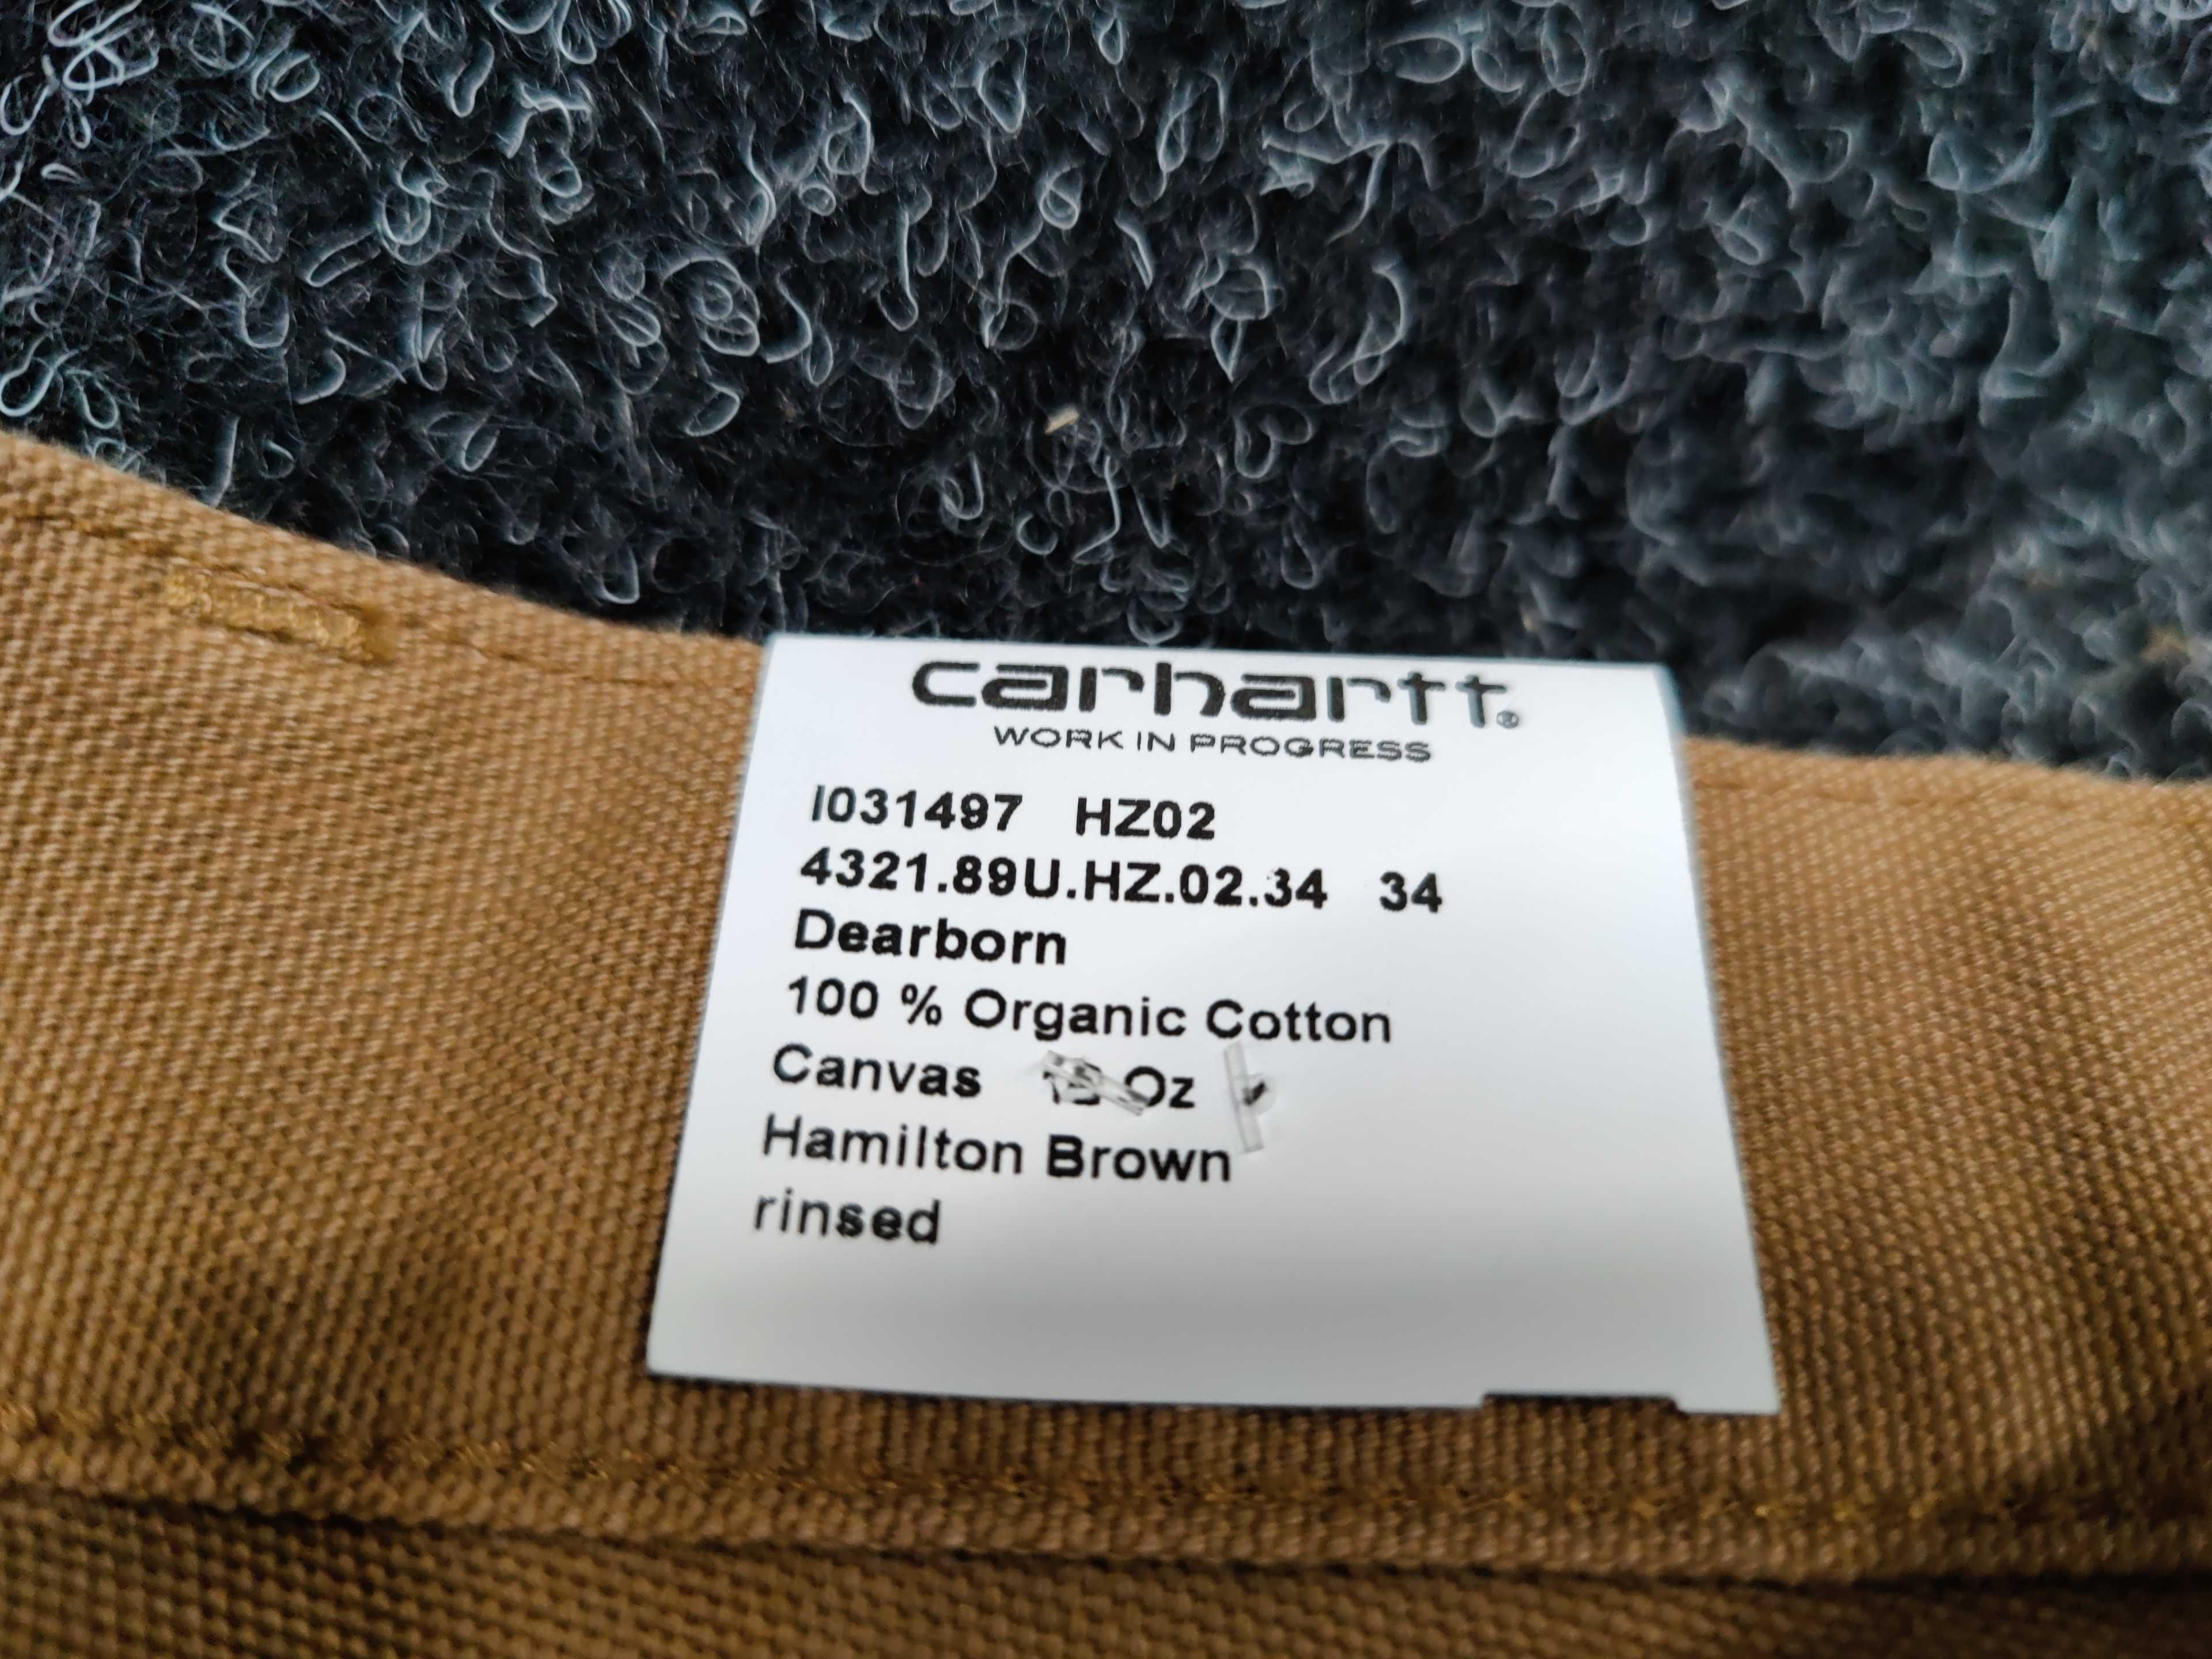 carhartt®
WORK IN PROGRESS
I031497 HZ02
4321.89U.HZ.02.34 34
Dearborn
100 % Organic Cotton
Canvas Oz
Hamilton Brown
rinsed